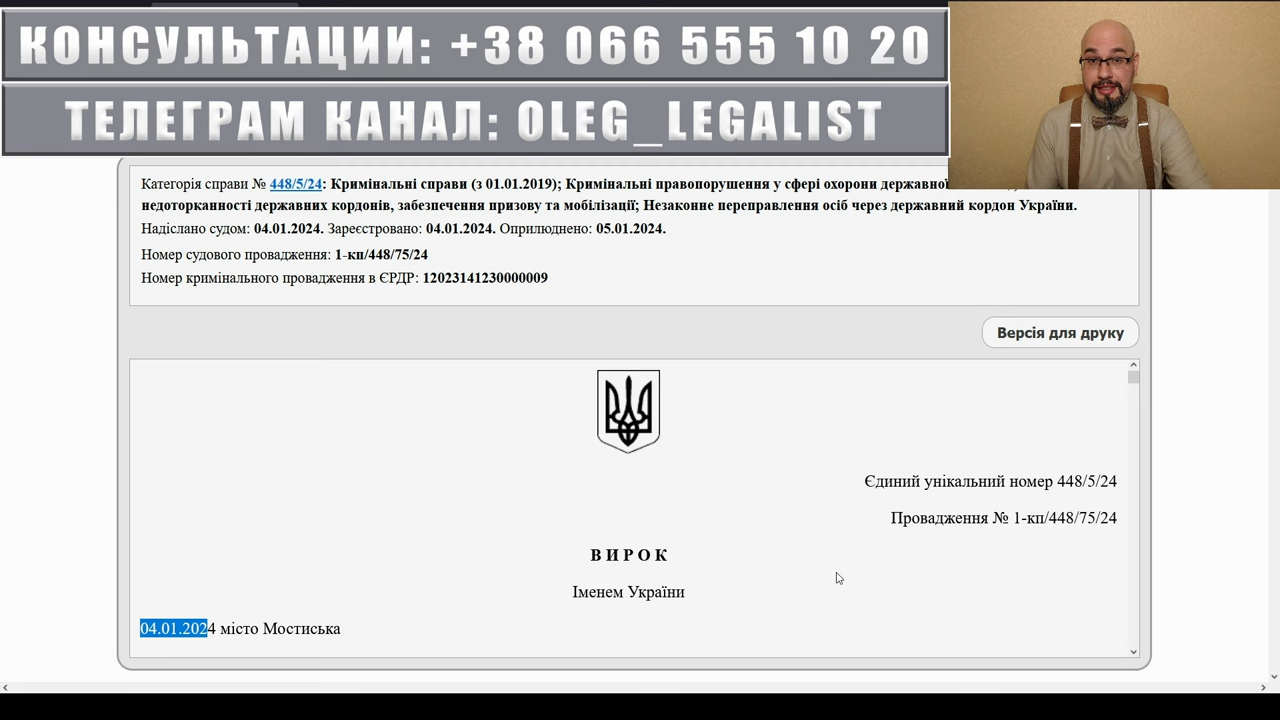 КОНСУЛЬТАЦИИ: +38 066 555 10 20
ТЕЛЕГРАМ КАНАЛ: OLEG_LEGALIST
Категорія справи № 448/5/24: Кримінальні справи (з 01.01.2019); Кримінальні правопорушення у сфері охорони державної
недоторканності державних кордонів, забезпечення призову та мобілізації; Незаконне переправлення осіб через державний кордон України.
Надіслано судом: 04.01.2024. Зареєстровано: 04.01.2024. Оприлюднено: 05.01.2024.
Номер судового провадження: 1-кп/448/75/24
Номер кримінального провадження в ЄРДР: 12023141230000009
Версія для друку
Єдиний унікальний номер 448/5/24
Провадження № 1-кп/448/75/24
В И Р О К
Іменем України
04.01.2024 місто Мостиська